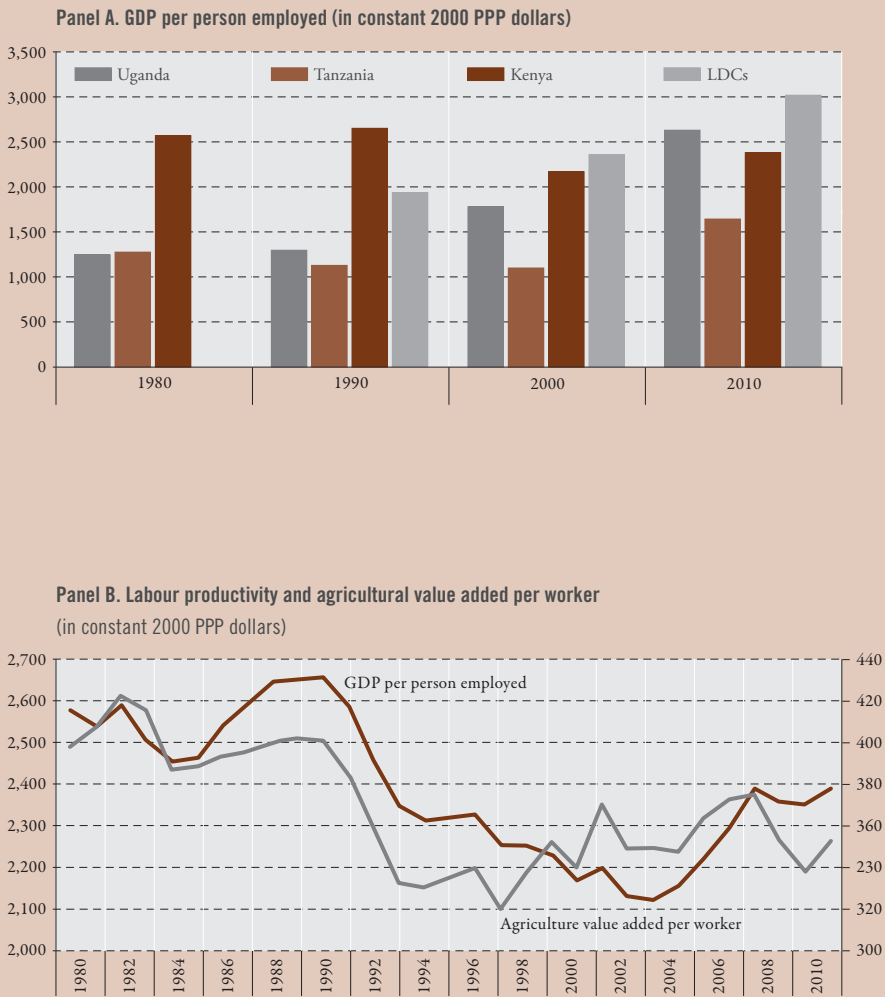 Panel A. GDP per person employed (in constant 2000 PPP dollars)
3,500
Uganda Tanzania Kenya LDCs
3,000
2,500
2,000
1,500
1,000
500
0
1980 1990 2000 2010
Panel B. Labour productivity and agricultural value added per worker
(in constant 2000 PPP dollars)
2,700 440
GDP per person employed
2,600 420
2,500 400
2,400 380
2,300 360
2,200 230
2,100 320
Agriculture value added per worker
2,000 300
1980 1982 1984 1986 1988 1990 1992 1994 1996 1998 2000 2002 2004 2006 2008 2010